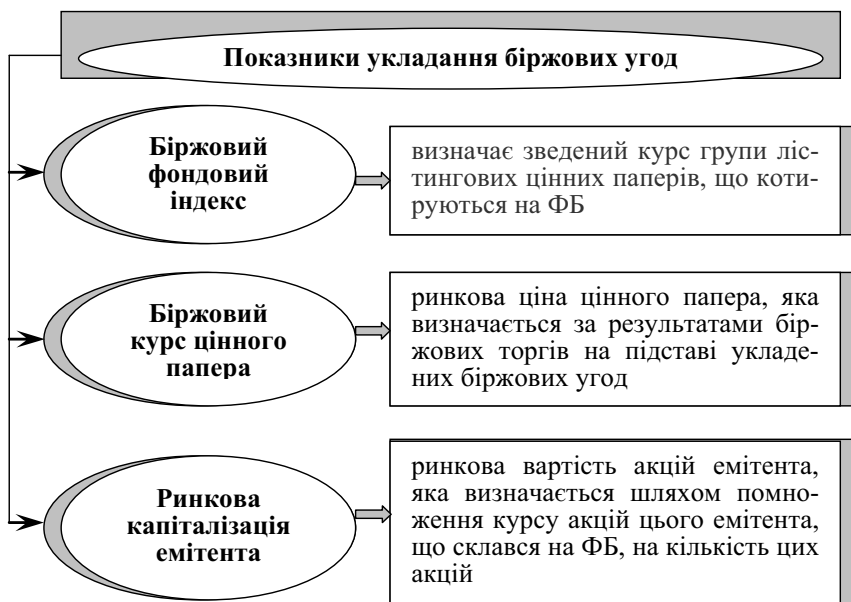 Показники укладання біржових угод
Біржовий
фондовий
індекс
визначає зведений курс групи ліс-
тингових цінних паперів, що коти-
руються на ФБ
Біржовий
курс цінного
папера
ринкова ціна цінного папера, яка
визначається за результатами бір-
жових торгів на підставі укладе-
них біржових угод
Ринкова
капіталізація
емітента
ринкова вартість акцій емітента,
яка визначається шляхом помно-
ження курсу акцій цього емітента,
що склався на ФБ, на кількість цих
акцій